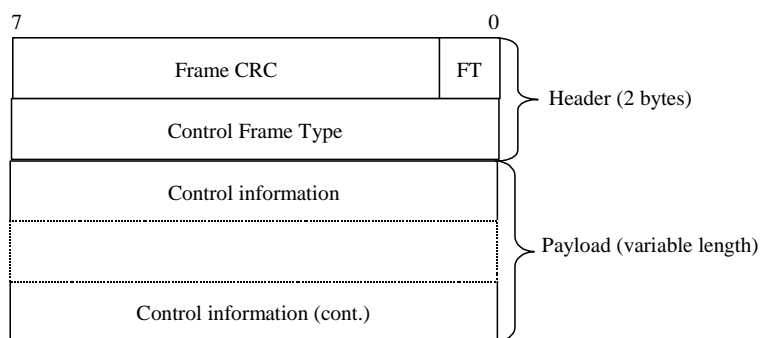 7 0
Frame CRC FT
Header (2 bytes)
Control Frame Type
Control information
Payload (variable length)
Control information (cont.)